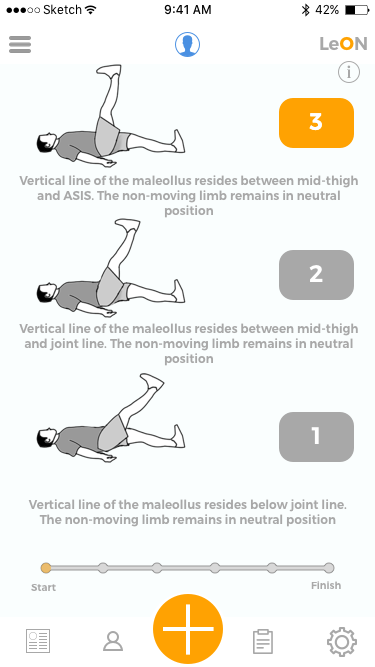 Sketch 9:41 AM 42%
LeON
i
3
Vertical line of the maleollus resides between mid-thigh
and ASIS. The non-moving limb remains in neutral
position
2
Vertical line of the maleollus resides between mid-thigh
and joint line. The non-moving limb remains in neutral
position
1
Vertical line of the maleollus resides below joint line.
The non-moving limb remains in neutral position
Start Finish